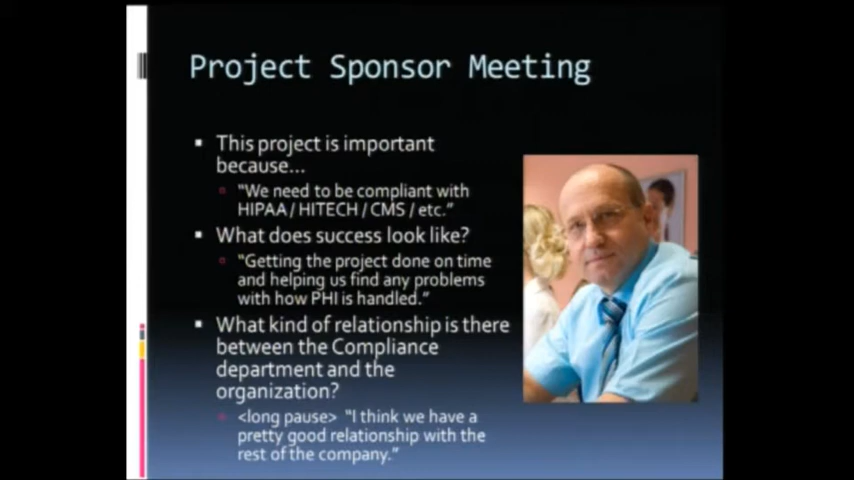 Project Sponsor Meeting
This project is important
because...
"We need to be compliant with
HIPAA / HITECH / CMS / etc."
What does success look like?
"Getting the project done on time
and helping us find any problems
with how PHI is handled."
What kind of relationship is there
between the Compliance
department and the
organization?
<long pause> "I think we have a
pretty good relationship with the
rest of the company."